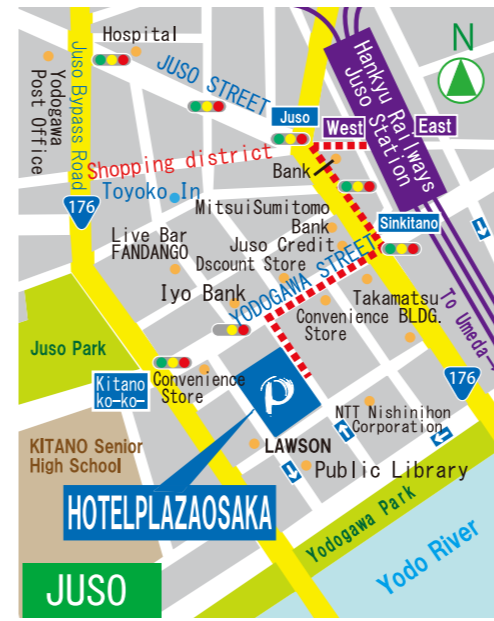 Hospital
N
Yodogawa
Post Office
Juso Bypass Road
JUSO STREET
Hankyu Railways
Juso Station
Juso
West
East
Shopping district
Bank
Toyoko In
176
MitsuiSumitomo
Bank
Sinkitano
Live Bar
FANDANGO
Juso Credit
Dscount Store
YODOGAWA STREET
Iyo Bank
Takamatsu
Convenience BLDG.
Store
To Umeda→
Juso Park
Kitano
ko-ko-
Convenience
Store
P
176
NTT Nishinihon
Corporation
KITANO Senior
High School
LAWSON
Public Library
HOTELPLAZAOSAKA
Yodogawa Park
Yodo River
JUSO